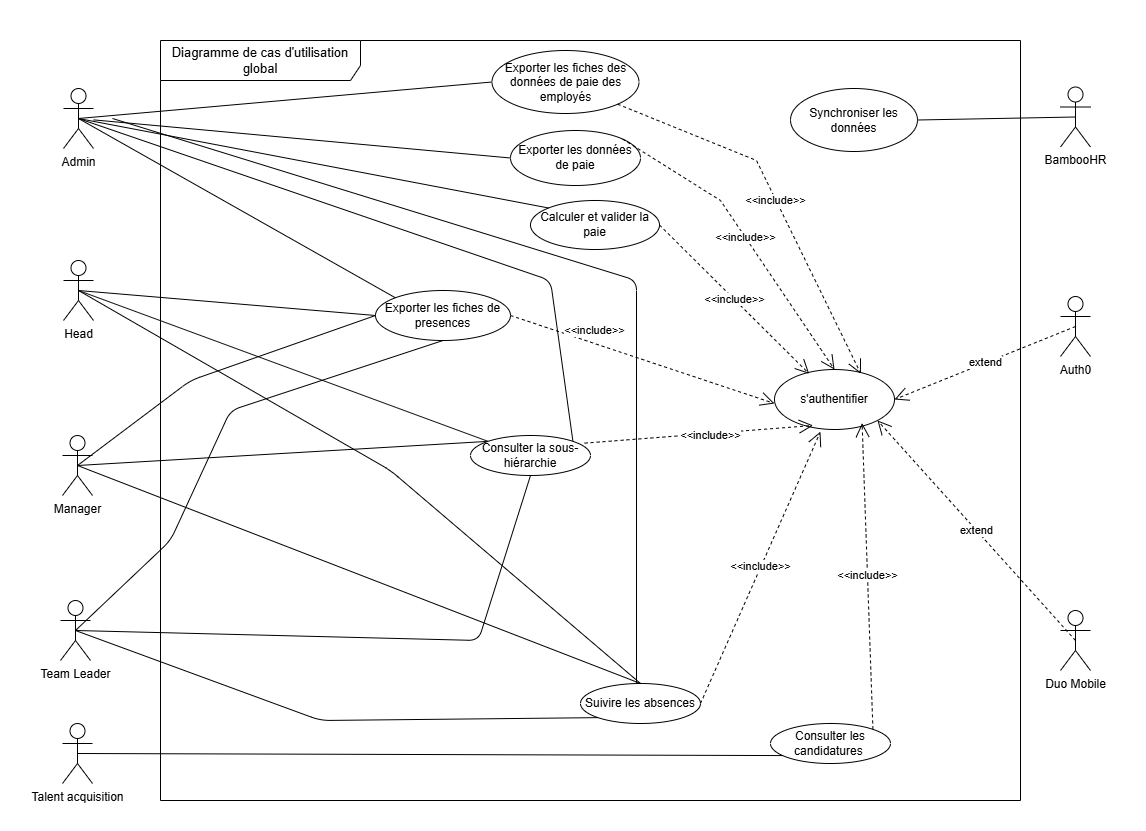 Diagramme de cas d'utilisation
global
Exporter les fiches des
données de paie des
employés
Synchroniser les
données
Admin
BambooHR
Exporter les données
de paie
<<include>>
Calculer et valider la
paie
<<include>>
<<include>>
Head
Exporter les fiches de
presences
<<include>>
extend
Auth0
s'authentifier
<<include>>
Consulter la sous-
hiérarchie
Manager
extend
<<include>>
<<include>>
Team Leader
Duo Mobile
Suivire les absences
Consulter les
candidatures
Talent acquisition